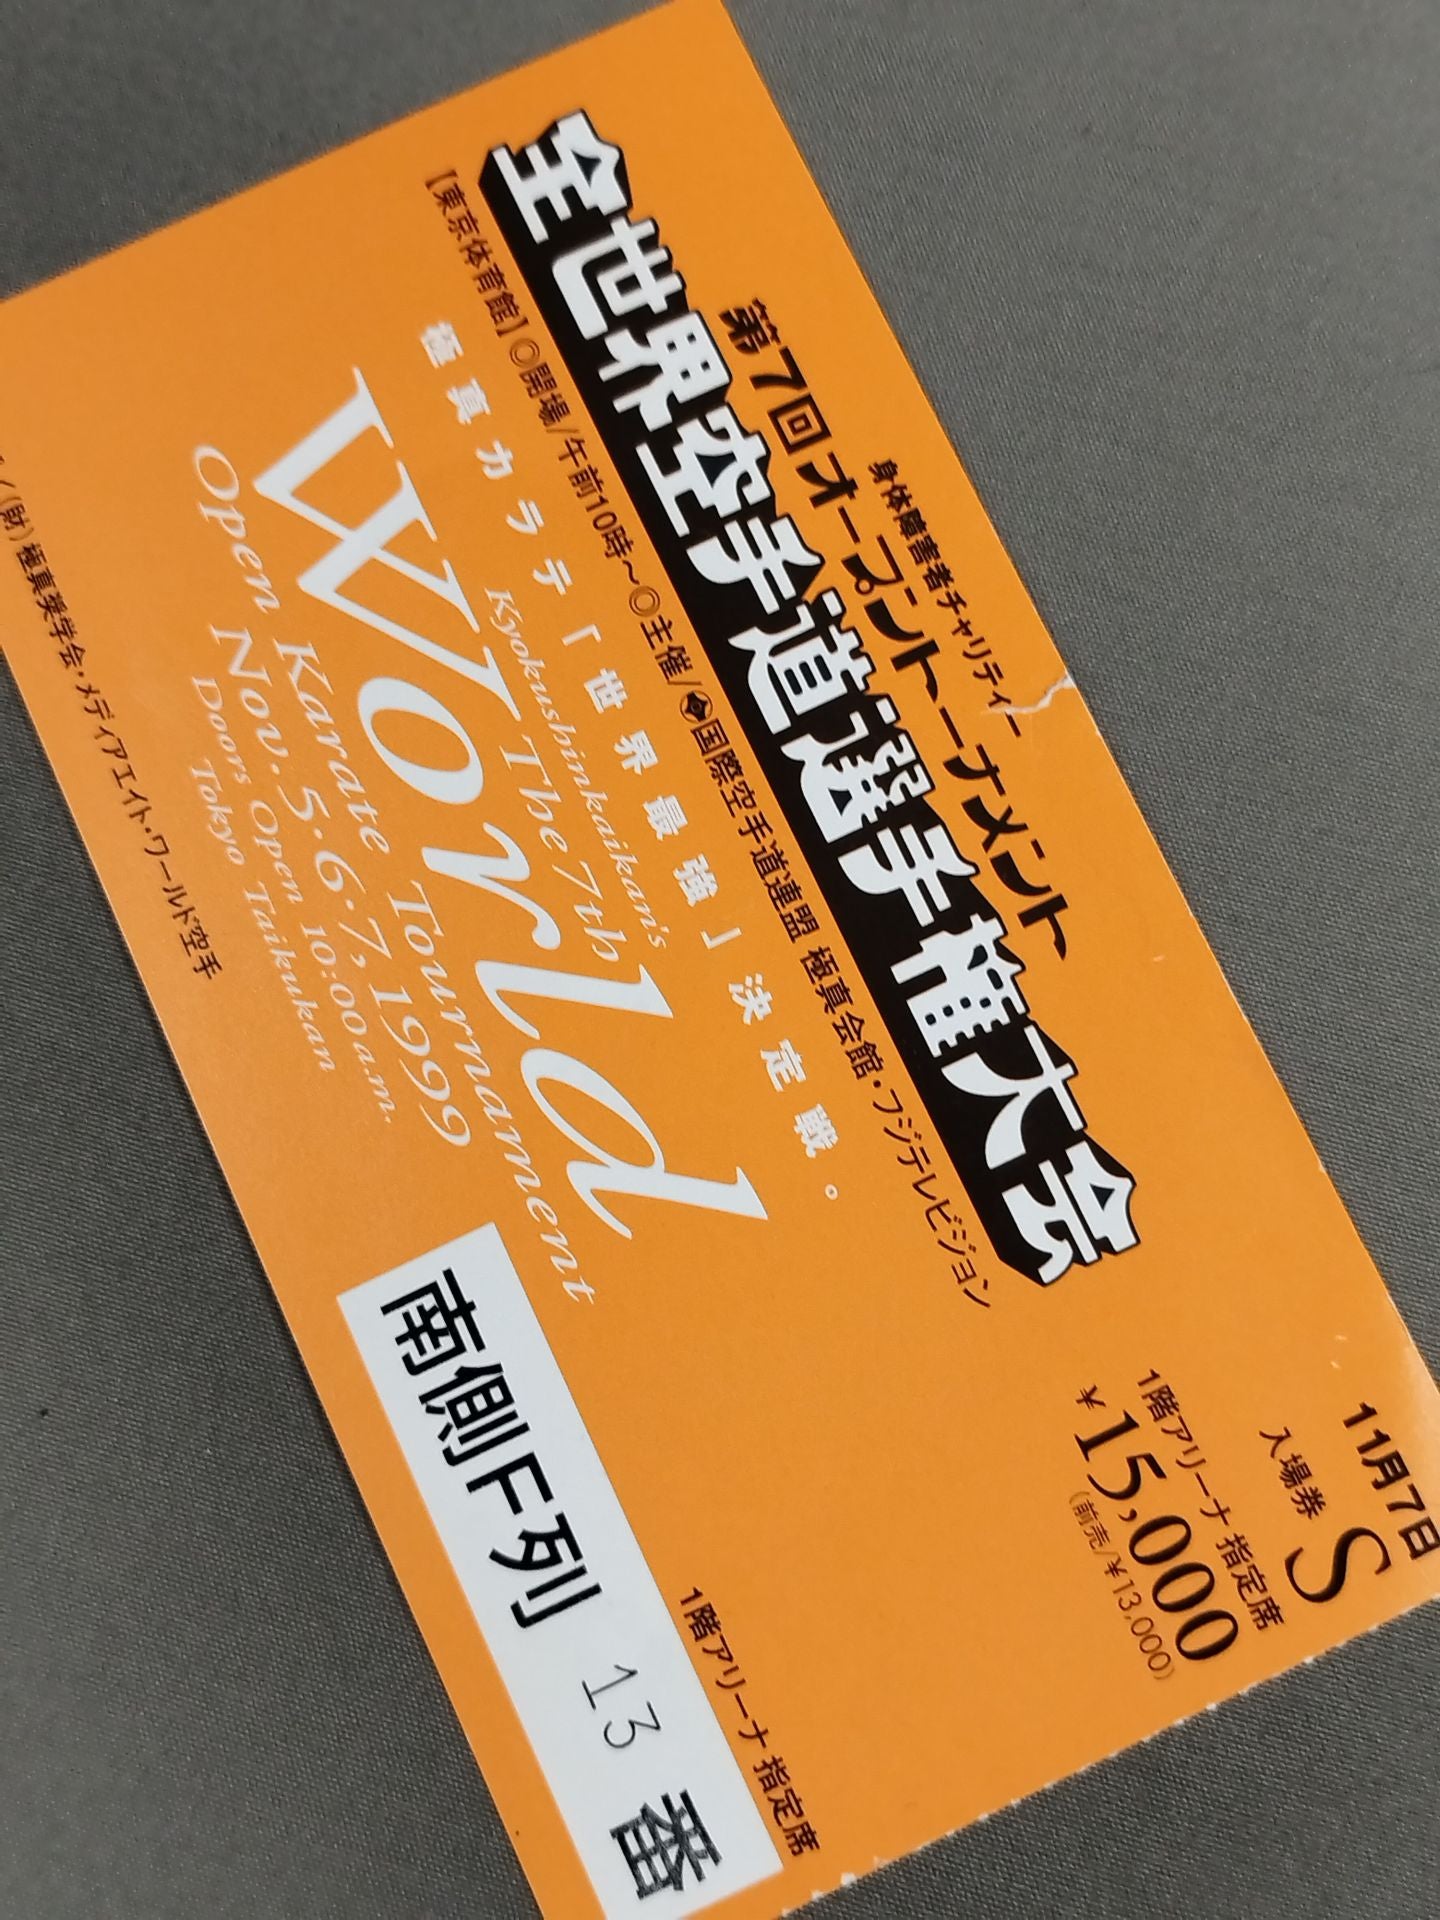 身体障害者チャリティー
第7回オープントーナメント
全世界空手道選手権大会
【東京体育館】◎開場/午前10時〜◎主催/国際空手道連盟 極真会館・フジテレビジョン
極真カラテ「世界最強」決定戦。
Kyokushinkaikan's
The 7th
World
Open Karate Tournament
Nov. 5・6・7, 1999
Doors Open 10:00a.m.
Tokyo Taikukan
/(財)極真奨学会・メディアエイト・ワールド空手
11月7日
入場券 S
1階アリーナ 指定席
¥15,000
(前売/¥13,000)
1階アリーナ 指定席
南側F列 13 番